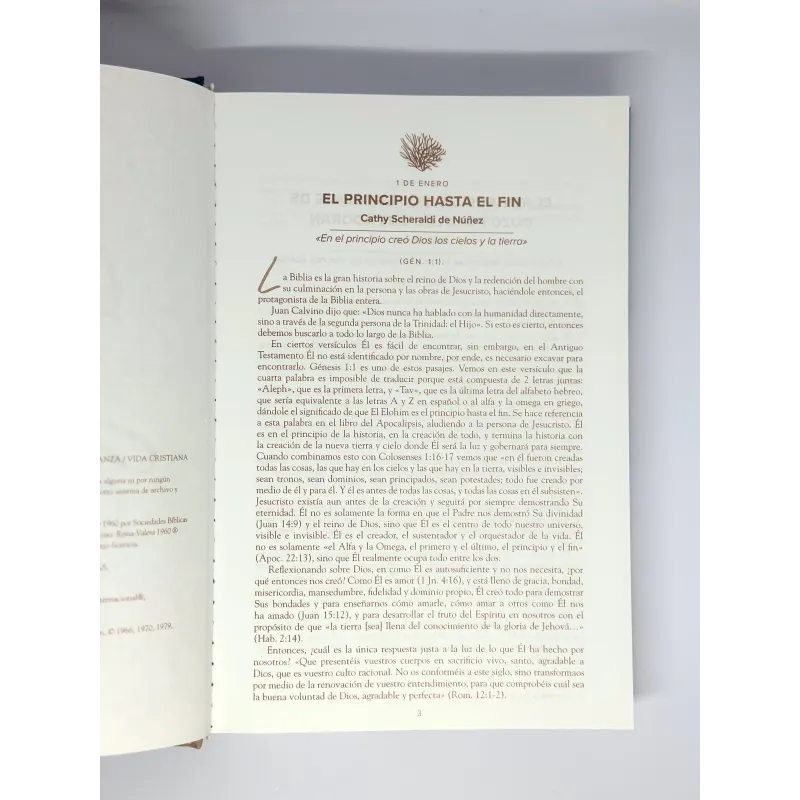 ANZA / VIDA CRISTIANA
alguna ni por ningún
sistema de archivo y
1960 por Sociedades Bíblicas
Reina-Valera 1960 ®
ternacional®,
© 1966, 1970, 1979,
1 DE ENERO
EL PRINCIPIO HASTA EL FIN
Cathy Scheraldi de Núñez
«En el principio creó Dios los cielos y la tierra»
(GÉN. 1:1).
La Biblia es la gran historia sobre el reino de Dios y la redención del hombre con
su culminación en la persona y las obras de Jesucristo, haciéndole entonces, el
protagonista de la Biblia entera.
Juan Calvino dijo que: «Dios nunca ha hablado con la humanidad directamente,
sino a través de la segunda persona de la Trinidad: el Hijo». Si esto es cierto, entonces
debemos buscarlo a todo lo largo de la Biblia.
En ciertos versículos Él es fácil de encontrar, sin embargo, en el Antiguo
Testamento Él no está identificado por nombre, por ende, es necesario excavar para
encontrarlo. Génesis 1:1 es uno de estos pasajes. Vemos en este versículo que la
cuarta palabra es imposible de traducir porque está compuesta de 2 letras juntas:
«Aleph», que es la primera letra, y «Tav», que es la última letra del alfabeto hebreo,
que sería equivalente a las letras A y Z en español o al alfa y la omega en griego,
dándole el significado de que El Elohim es el principio hasta el fin. Se hace referencia
a esta palabra en el libro del Apocalipsis, aludiendo a la persona de Jesucristo. Él
es en el principio de la historia, en la creación de todo, y termina la historia con
la creación de la nueva tierra y cielo donde Él será la luz y gobernará para siempre.
Cuando combinamos esto con Colosenses 1:16-17 vemos que «en él fueron creadas
todas las cosas, las que hay en los cielos y las que hay en la tierra, visibles e invisibles;
sean tronos, sean dominios, sean principados, sean potestades; todo fue creado por
medio de él y para él. Y él es antes de todas las cosas, y todas las cosas en él subsisten».
Jesucristo existía aun antes de la creación y seguirá por siempre demostrando Su
eternidad. Él no es solamente la forma en que el Padre nos demostró Su divinidad
(Juan 14:9) y el reino de Dios, sino que Él es el centro de todo nuestro universo,
visible e invisible. Él es el creador, el sustentador y el orquestador de la vida. Él
no es solamente «el Alfa y la Omega, el primero y el último, el principio y el fin»
(Apoc. 22:13), sino que Él realmente ocupa todo entre los dos.
Reflexionando sobre Dios, en como Él es autosuficiente y no nos necesita, ¿por
qué entonces nos creó? Como Él es amor (1 Jn. 4:16), y está lleno de gracia, bondad,
misericordia, mansedumbre, fidelidad y dominio propio, Él creó todo para demostrar
Sus bondades y para enseñarnos cómo amarle, cómo amar a otros como Él nos
ha amado (Juan 15:12), y para desarrollar el fruto del Espíritu en nosotros con el
propósito de que «la tierra [sea] llena del conocimiento de la gloria de Jehová…»
(Hab. 2:14).
Entonces, ¿cuál es la única respuesta justa a la luz de lo que Él ha hecho por
nosotros? «Que presentéis vuestros cuerpos en sacrificio vivo, santo, agradable a
Dios, que es vuestro culto racional. No os conforméis a este siglo, sino transformaos
por medio de la renovación de vuestro entendimiento, para que comprobéis cuál sea
la buena voluntad de Dios, agradable y perfecta» (Rom. 12:1-2).
3